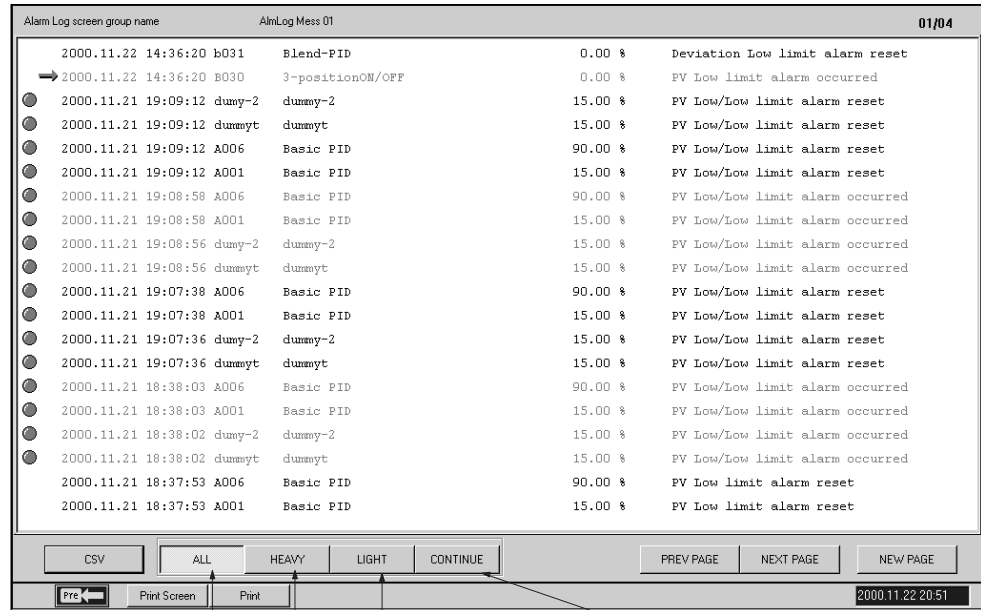 Alarm Log screen group name AlmLog Mess 01 01/04
2000.11.22 14:36:20 b031 Blend-PID 0.00 % Deviation Low limit alarm reset
2000.11.22 14:36:20 B030 3-positionON/OFF 0.00 % PV Low limit alarm occurred
2000.11.21 19:09:12 dumy-2 dummy-2 15.00 % PV Low/Low limit alarm reset
2000.11.21 19:09:12 dummyt dummyt 15.00 % PV Low/Low limit alarm reset
2000.11.21 19:09:12 A006 Basic PID 90.00 % PV Low/Low limit alarm reset
2000.11.21 19:09:12 A001 Basic PID 15.00 % PV Low/Low limit alarm reset
2000.11.21 19:08:58 A006 Basic PID 90.00 % PV Low/Low limit alarm occurred
2000.11.21 19:08:58 A001 Basic PID 15.00 % PV Low/Low limit alarm occurred
2000.11.21 19:08:56 dumy-2 dummy-2 15.00 % PV Low/Low limit alarm occurred
2000.11.21 19:08:56 dummyt dummyt 15.00 % PV Low/Low limit alarm occurred
2000.11.21 19:07:38 A006 Basic PID 90.00 % PV Low/Low limit alarm reset
2000.11.21 19:07:38 A001 Basic PID 15.00 % PV Low/Low limit alarm reset
2000.11.21 19:07:36 dumy-2 dummy-2 15.00 % PV Low/Low limit alarm reset
2000.11.21 19:07:36 dummyt dummyt 15.00 % PV Low/Low limit alarm reset
2000.11.21 18:38:03 A006 Basic PID 90.00 % PV Low/Low limit alarm occurred
2000.11.21 18:38:03 A001 Basic PID 15.00 % PV Low/Low limit alarm occurred
2000.11.21 18:38:02 dumy-2 dummy-2 15.00 % PV Low/Low limit alarm occurred
2000.11.21 18:38:02 dummyt dummyt 15.00 % PV Low/Low limit alarm occurred
2000.11.21 18:37:53 A006 Basic PID 90.00 % PV Low limit alarm reset
2000.11.21 18:37:53 A001 Basic PID 15.00 % PV Low limit alarm reset
CSV ALL HEAVY LIGHT CONTINUE PREV PAGE NEXT PAGE NEW PAGE
Pre Print Screen Print 2000.11.22 20:51